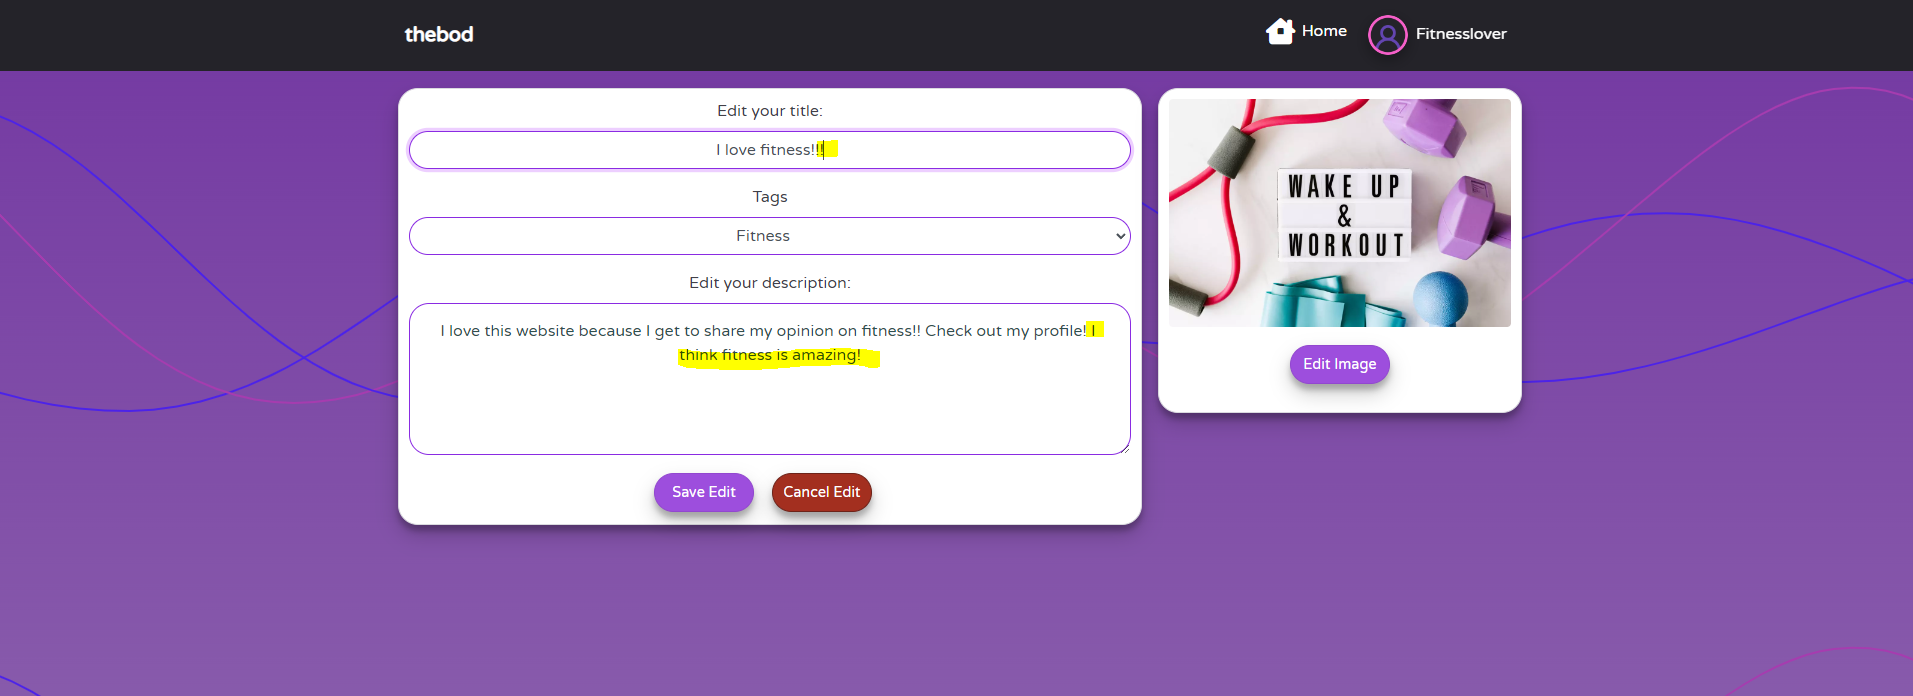 thebod
Home
Fitnesslover
Edit your title:
I love fitness!!!
Tags
Fitness
Edit your description:
I love this website because I get to share my opinion on fitness!! Check out my profile! I
think fitness is amazing!
Save Edit
Cancel Edit
WAKE UP
&
WORKOUT
Edit Image